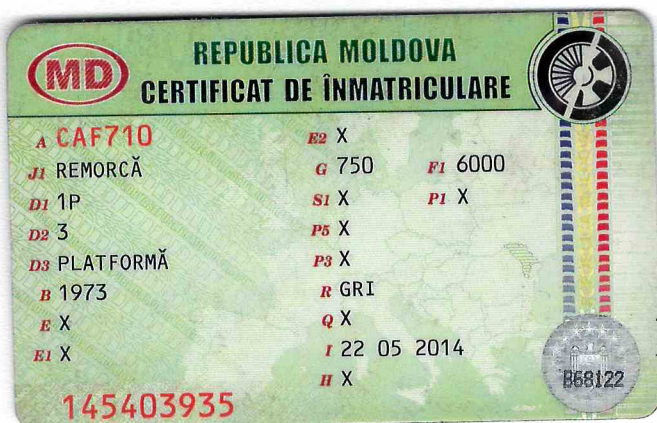 MD
REPUBLICA MOLDOVA
CERTIFICAT DE ÎNMATRICULARE
A CAF710
J1 REMORCĂ
D1 1P
D2 3
D3 PLATFORMĂ
B 1973
E X
E1 X
145403935
E2 X
G 750 F1 6000
S1 X P1 X
P5 X
P3 X
R GRI
Q X
I 22 05 2014
H X
B68122